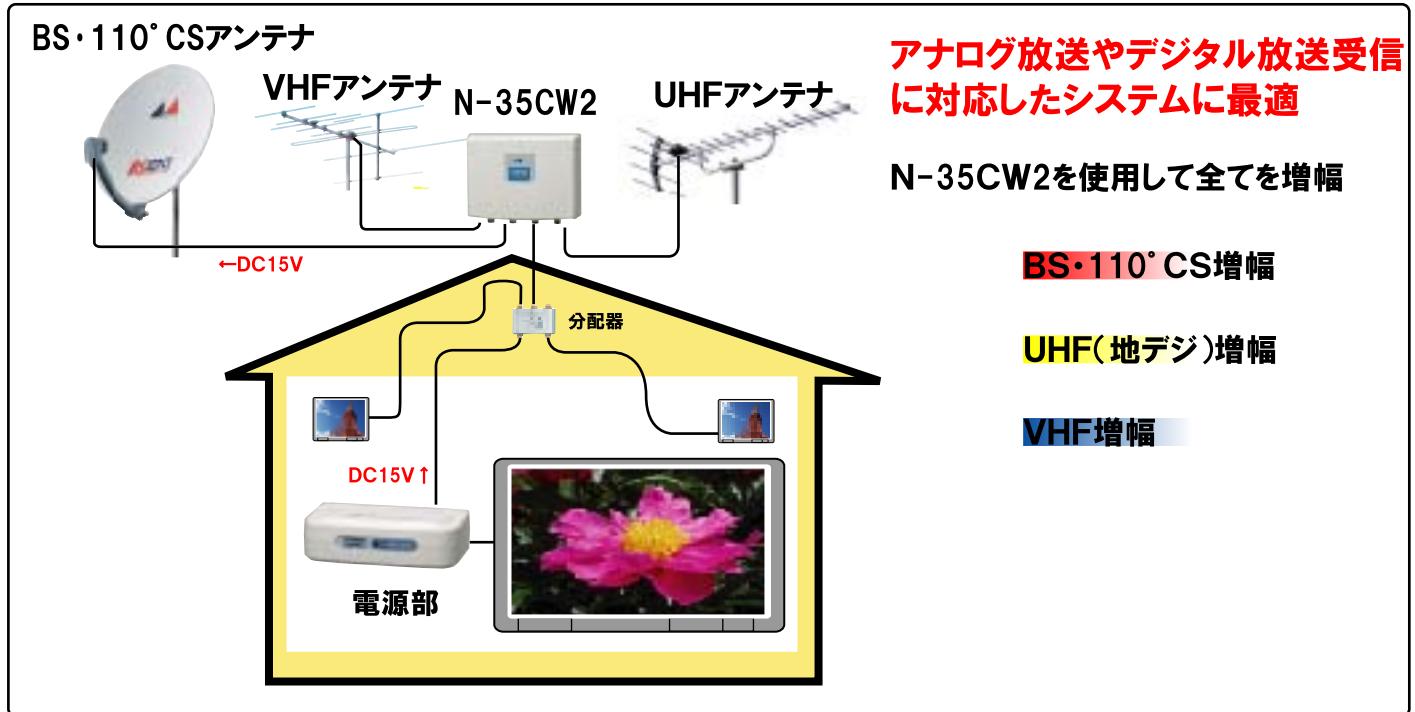 BS・110°CSアンテナ
VHFアンテナ
N-35CW2
UHFアンテナ
アナログ放送やデジタル放送受信
に対応したシステムに最適
N-35CW2を使用して全てを増幅
←DC15V
BS・110°CS増幅
分配器
UHF(地デジ)増幅
VHF増幅
DC15V↑
電源部